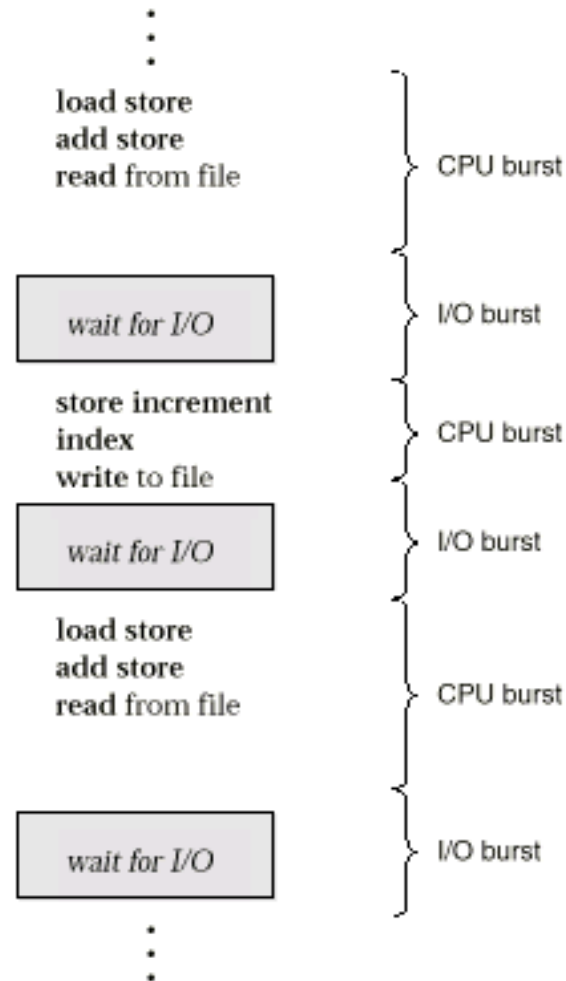 load store
add store
read from file
CPU burst
wait for I/O
I/O burst
store increment
index
write to file
CPU burst
wait for I/O
I/O burst
load store
add store
read from file
CPU burst
wait for I/O
I/O burst